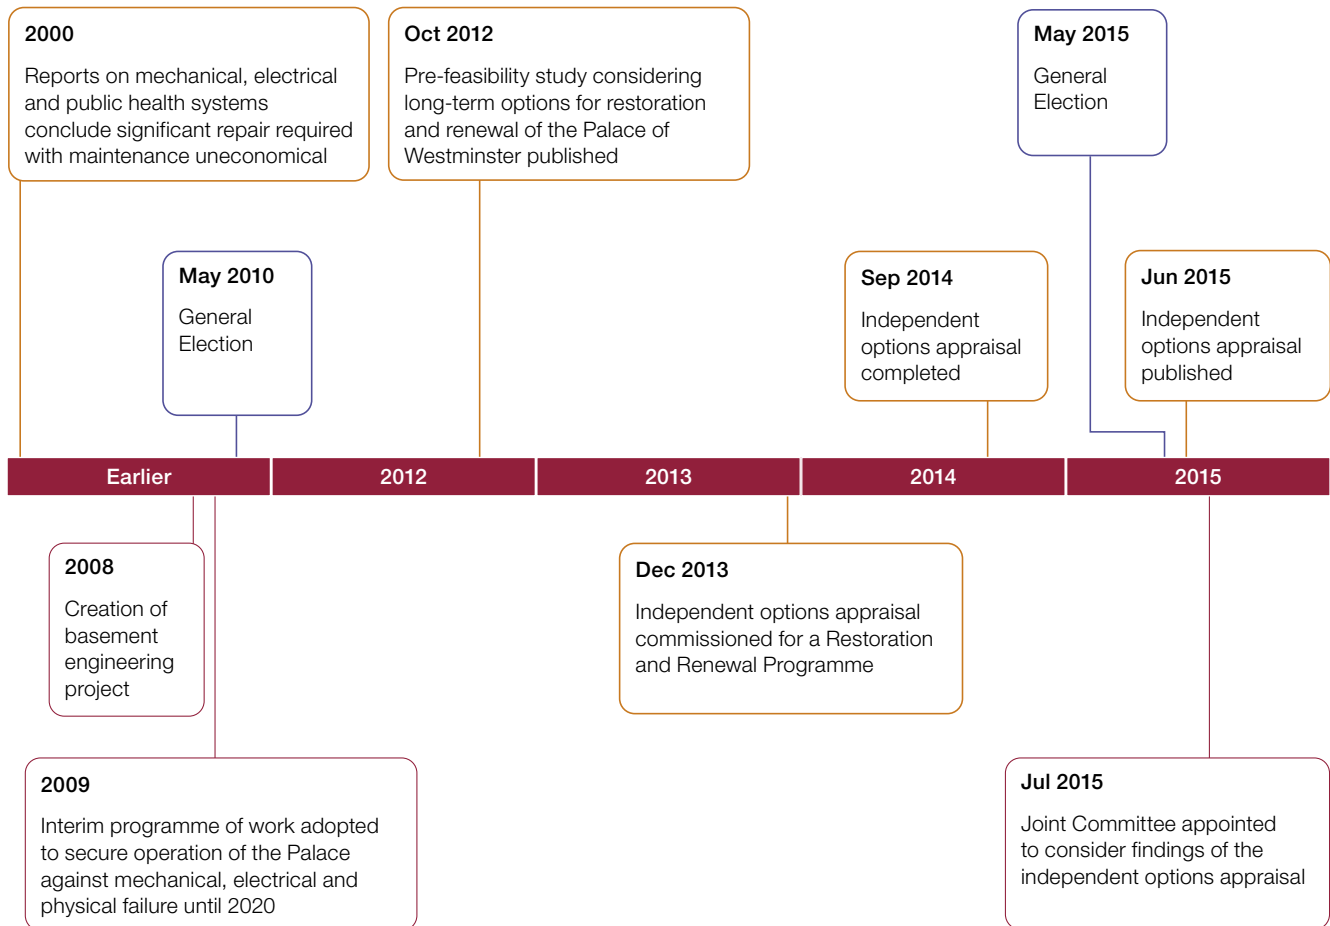 2000
Reports on mechanical, electrical
and public health systems
conclude significant repair required
with maintenance uneconomical
Oct 2012
Pre-feasibility study considering
long-term options for restoration
and renewal of the Palace of
Westminster published
May 2015
General
Election
May 2010
General
Election
Sep 2014
Independent
options appraisal
completed
Jun 2015
Independent
options appraisal
published
Earlier
2012
2013
2014
2015
2008
Creation of
basement
engineering
project
Dec 2013
Independent options appraisal
commissioned for a Restoration
and Renewal Programme
2009
Interim programme of work adopted
to secure operation of the Palace
against mechanical, electrical and
physical failure until 2020
Jul 2015
Joint Committee appointed
to consider findings of the
independent options appraisal